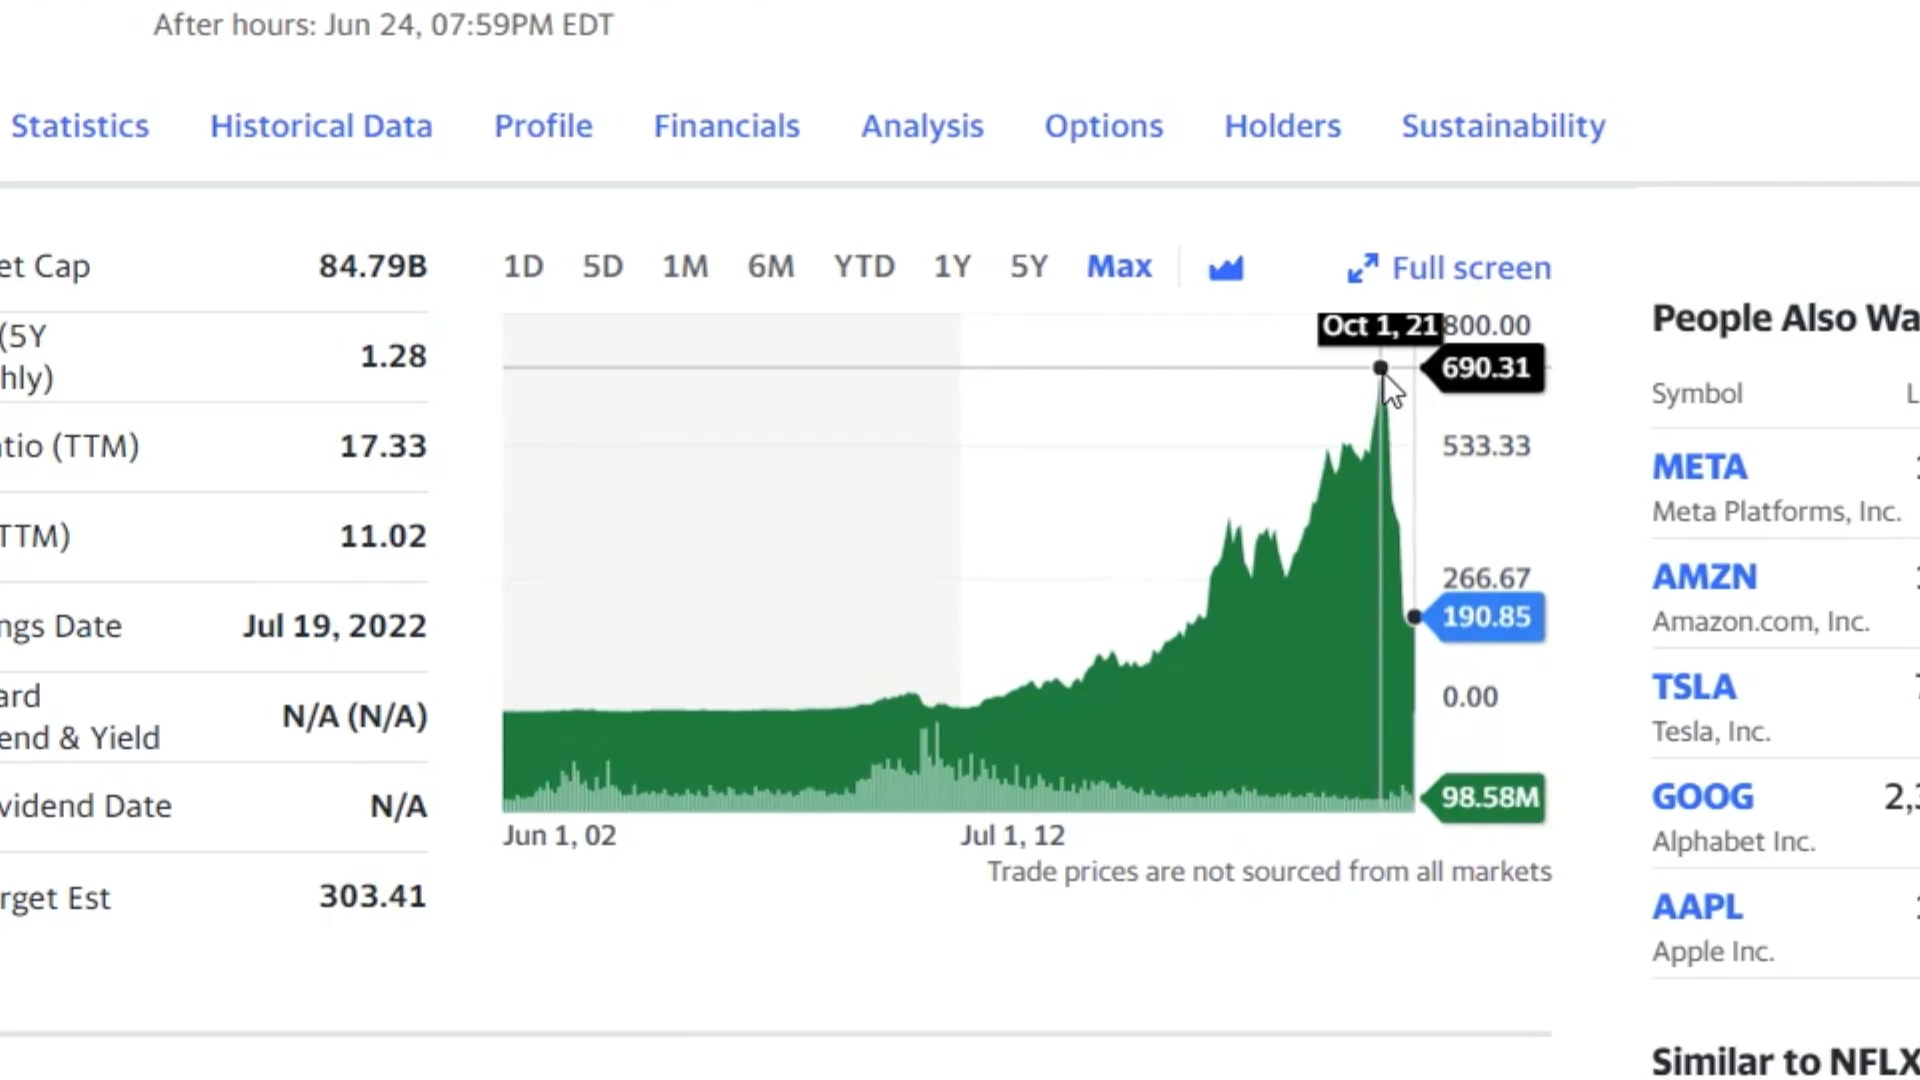 After hours: Jun 24, 07:59PM EDT
Statistics Historical Data Profile Financials Analysis Options Holders Sustainability
et Cap 84.79B
(5Y
hly) 1.28
atio (TTM) 17.33
TTM) 11.02
ngs Date Jul 19, 2022
ard
end & Yield N/A (N/A)
vidend Date N/A
rget Est 303.41
1D 5D 1M 6M YTD 1Y 5Y Max Full screen
Oct 1, 21 800.00
690.31
533.33
266.67
190.85
0.00
98.58M
Jun 1, 02 Jul 1, 12
Trade prices are not sourced from all markets
People Also Wa
Symbol L
META
Meta Platforms, Inc.
AMZN
Amazon.com, Inc.
TSLA
Tesla, Inc.
GOOG 2,
Alphabet Inc.
AAPL
Apple Inc.
Similar to NFLX